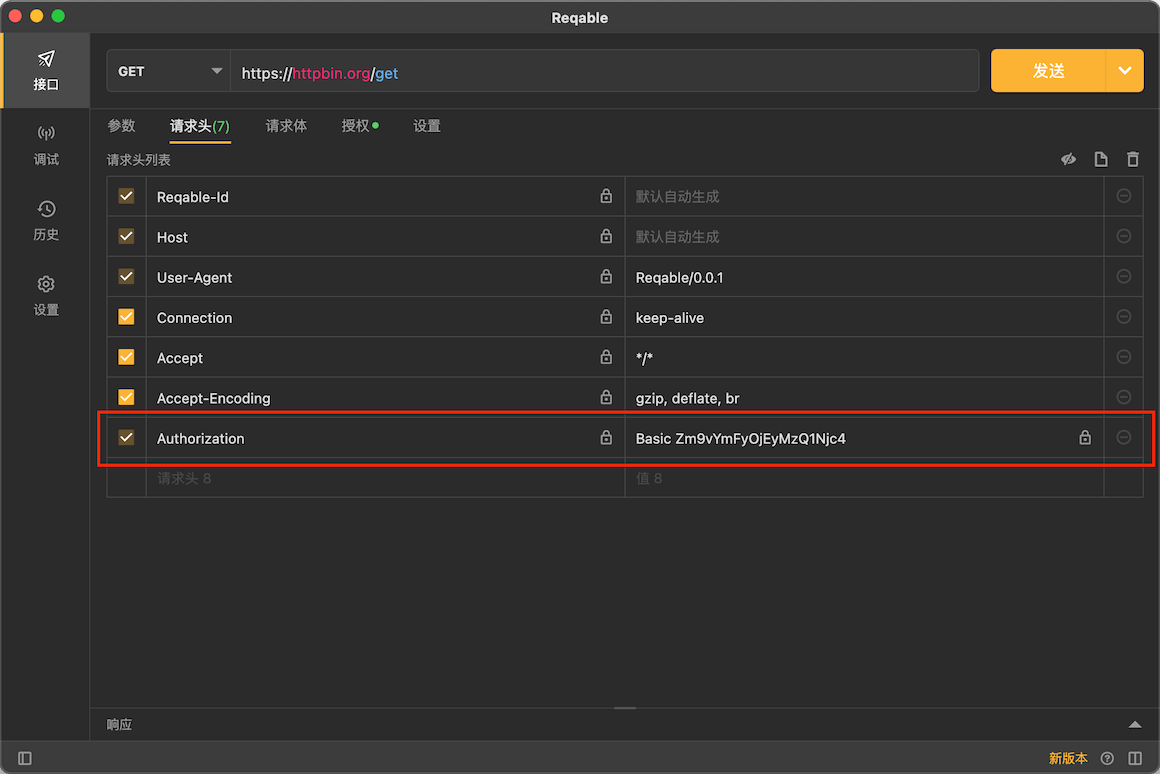 Reqable
接口
调试
历史
设置
GET https://httpbin.org/get 发送
参数 请求头(7) 请求体 授权 设置
请求头列表
Reqable-Id 默认自动生成
Host 默认自动生成
User-Agent Reqable/0.0.1
Connection keep-alive
Accept */*
Accept-Encoding gzip, deflate, br
Authorization Basic Zm9vYmFyOjEyMzQ1Njc4
请求头 8 值 8
响应
新版本